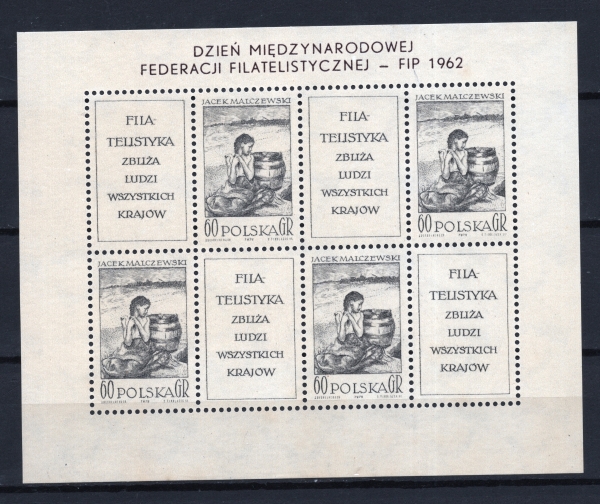 DZIEŃ MIĘDZYNARODOWEJ
FEDERACJI FILATELISTYCZNEJ – FIP 1962
FILA-
TELISTYKA
ZBLIŻA
LUDZI
WSZYSTKICH
KRAJÓW
JACEK MALCZEWSKI
60 POLSKA GR
FILA-
TELISTYKA
ZBLIŻA
LUDZI
WSZYSTKICH
KRAJÓW
JACEK MALCZEWSKI
60 POLSKA GR
JACEK MALCZEWSKI
60 POLSKA GR
FILA-
TELISTYKA
ZBLIŻA
LUDZI
WSZYSTKICH
KRAJÓW
JACEK MALCZEWSKI
60 POLSKA GR
FILA-
TELISTYKA
ZBLIŻA
LUDZI
WSZYSTKICH
KRAJÓW